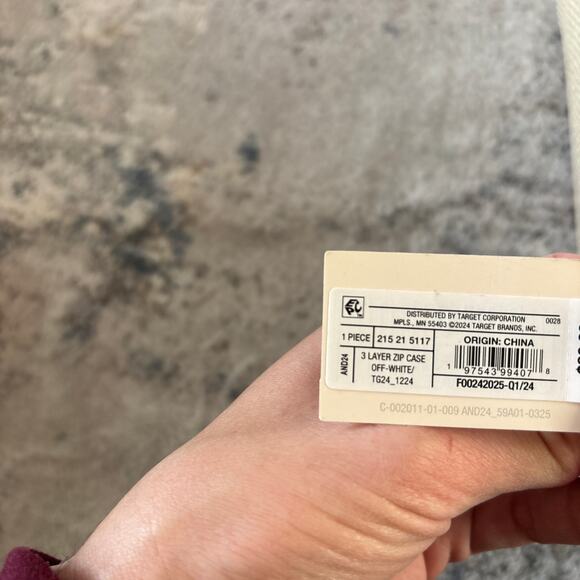 DISTRIBUTED BY TARGET CORPORATION
MPLS., MN 55403 ©2024 TARGET BRANDS, INC.
0028
1 PIECE
215 21 5117
ORIGIN: CHINA
AND24
3 LAYER ZIP CASE
OFF-WHITE/
TG24_1224
1 97543 99407 8
F00242025-Q1/24
C-002011-01-009 AND24_59A01-0325